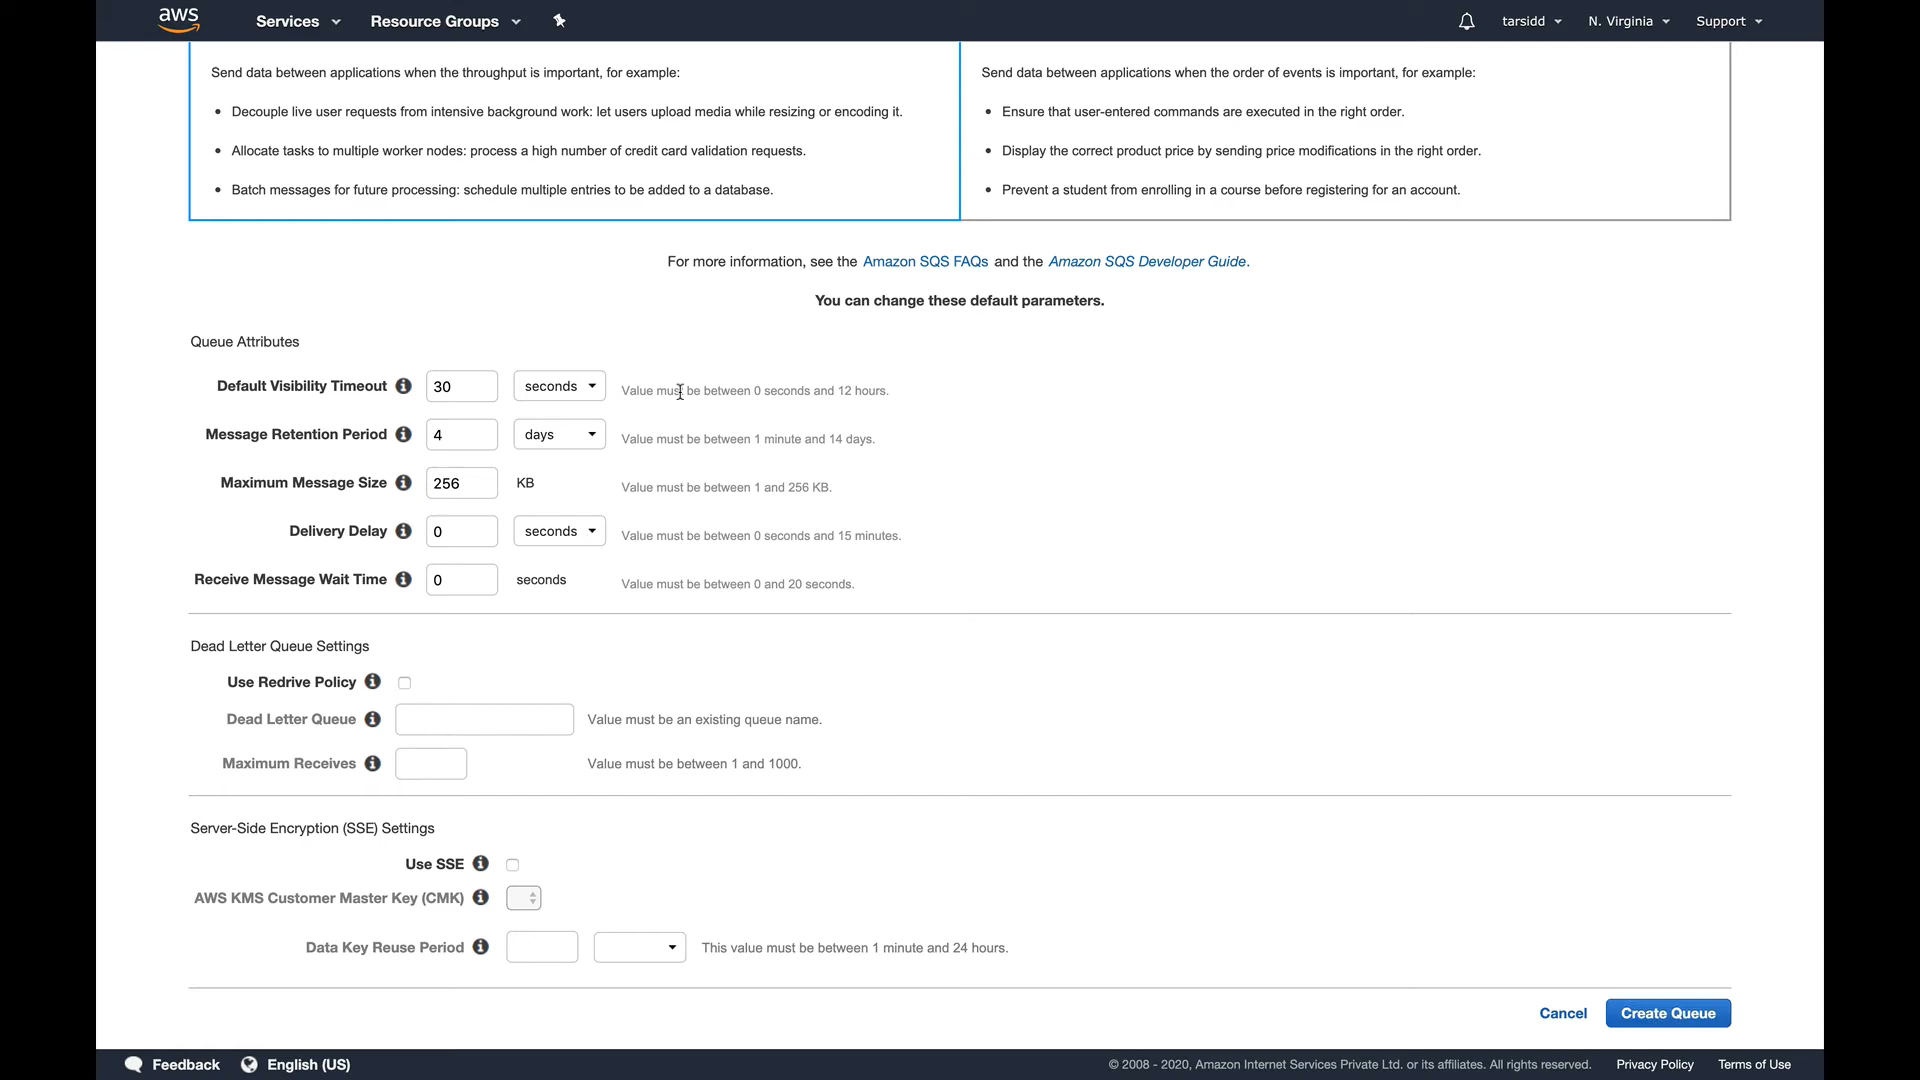 aws Services Resource Groups tarsidd N. Virginia Support
Send data between applications when the throughput is important, for example:
• Decouple live user requests from intensive background work: let users upload media while resizing or encoding it.
• Allocate tasks to multiple worker nodes: process a high number of credit card validation requests.
• Batch messages for future processing: schedule multiple entries to be added to a database.
Send data between applications when the order of events is important, for example:
• Ensure that user-entered commands are executed in the right order.
• Display the correct product price by sending price modifications in the right order.
• Prevent a student from enrolling in a course before registering for an account.
For more information, see the Amazon SQS FAQs and the Amazon SQS Developer Guide.
You can change these default parameters.
Queue Attributes
Default Visibility Timeout 30 seconds Value must be between 0 seconds and 12 hours.
Message Retention Period 4 days Value must be between 1 minute and 14 days.
Maximum Message Size 256 KB Value must be between 1 and 256 KB.
Delivery Delay 0 seconds Value must be between 0 seconds and 15 minutes.
Receive Message Wait Time 0 seconds Value must be between 0 and 20 seconds.
Dead Letter Queue Settings
Use Redrive Policy
Dead Letter Queue Value must be an existing queue name.
Maximum Receives Value must be between 1 and 1000.
Server-Side Encryption (SSE) Settings
Use SSE
AWS KMS Customer Master Key (CMK)
Data Key Reuse Period This value must be between 1 minute and 24 hours.
Cancel Create Queue
Feedback English (US) © 2008 - 2020, Amazon Internet Services Private Ltd. or its affiliates. All rights reserved. Privacy Policy Terms of Use